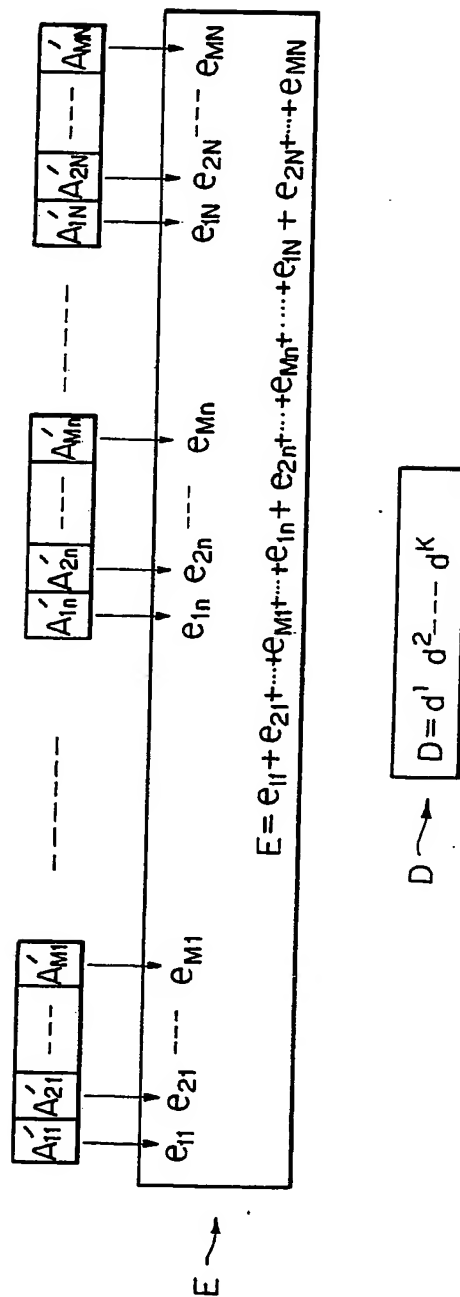 A′11 A′21 --- A′M1 ------ A′1n A′2n --- A′Mn ------ A′1N A′2N --- A′MN
e11 e21 --- eM1 e1n e2n --- eMn e1N e2N --- eMN
E
E = e11 + e21 +·····+ eM1 +·····+ e1n + e2n +·····+ eMn +······+ e1N + e2N +·····+ eMN
D
D = d¹ d² ---- dᴷ